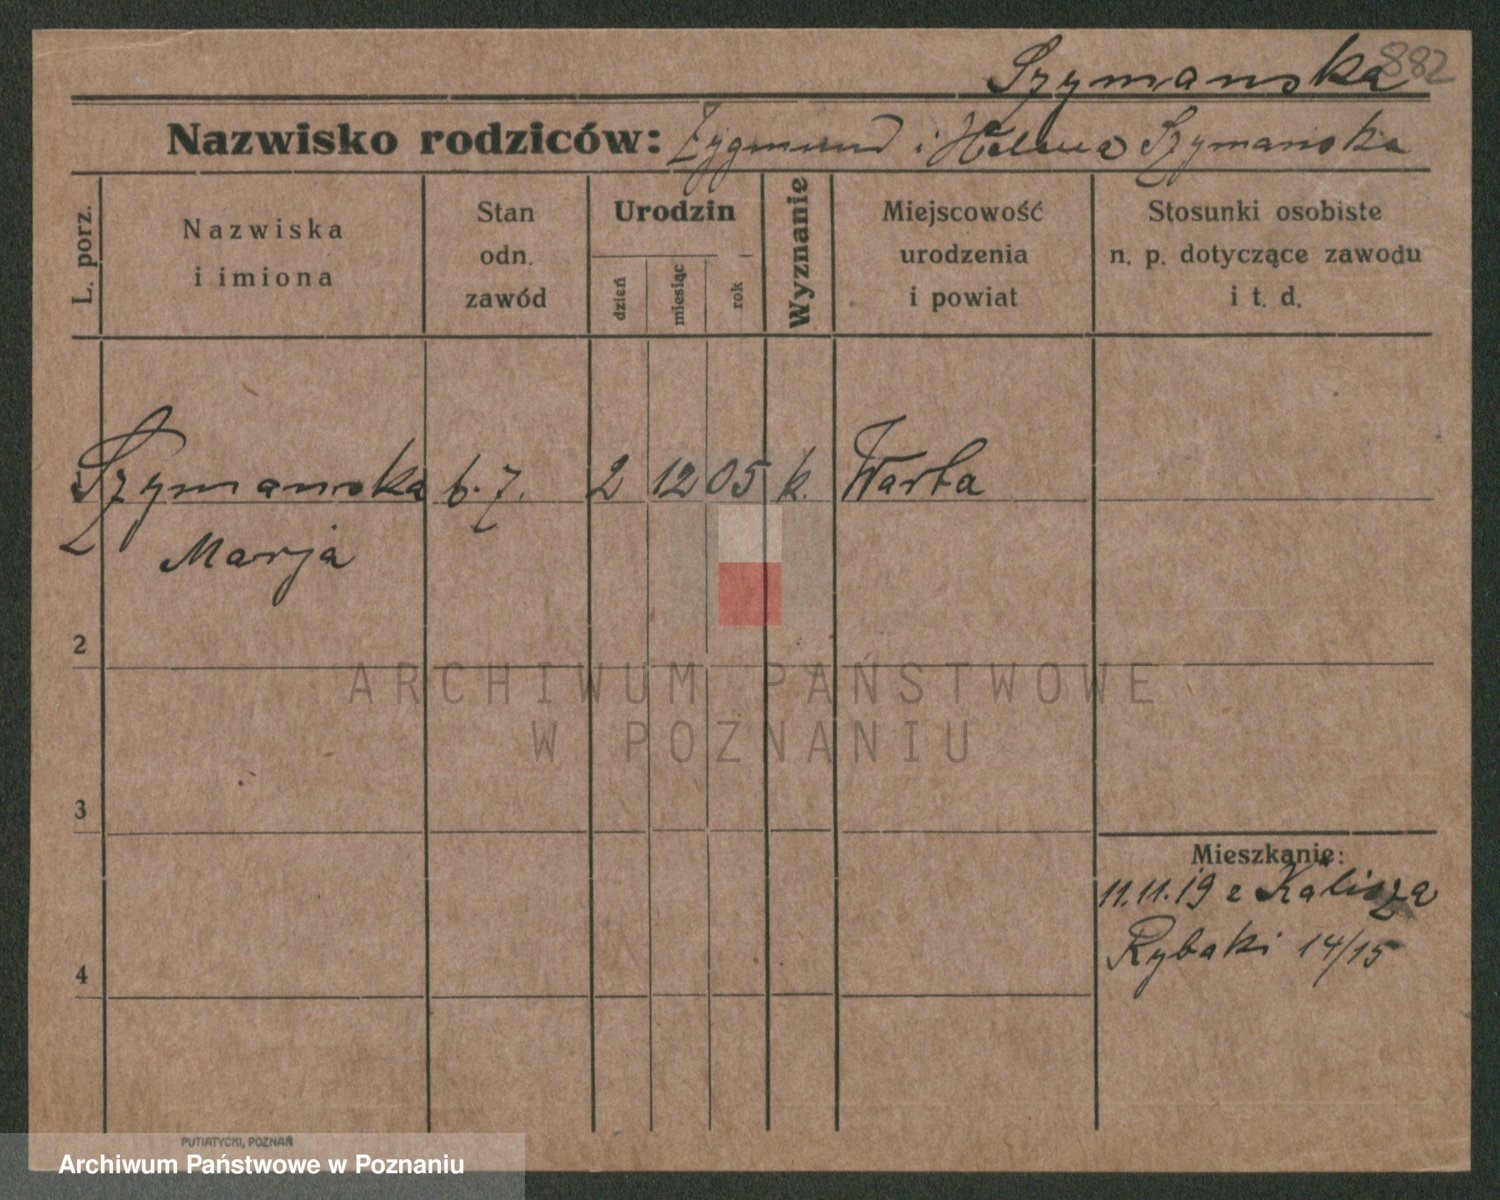 Szymanska 882
Nazwisko rodziców: Zygmund i Helena Szymanska
L. porz.
Nazwiska
i imiona
Stan
odn.
zawód
Urodzin
dzień
miesiąc
rok
Wyznanie
Miejscowość
urodzenia
i powiat
Stosunki osobiste
n. p. dotyczące zawodu
i t. d.
Szymanska b. z. 2 12 05 k. Warta
Marja
2
3
4
Mieszkanie:
11.11.19 z Kalisza
Rybaki 14/15
ARCHIWUM PAŃSTWOWE
W POZNANIU
PUTIATYCKI, POZNAŃ
Archiwum Państwowe w Poznaniu